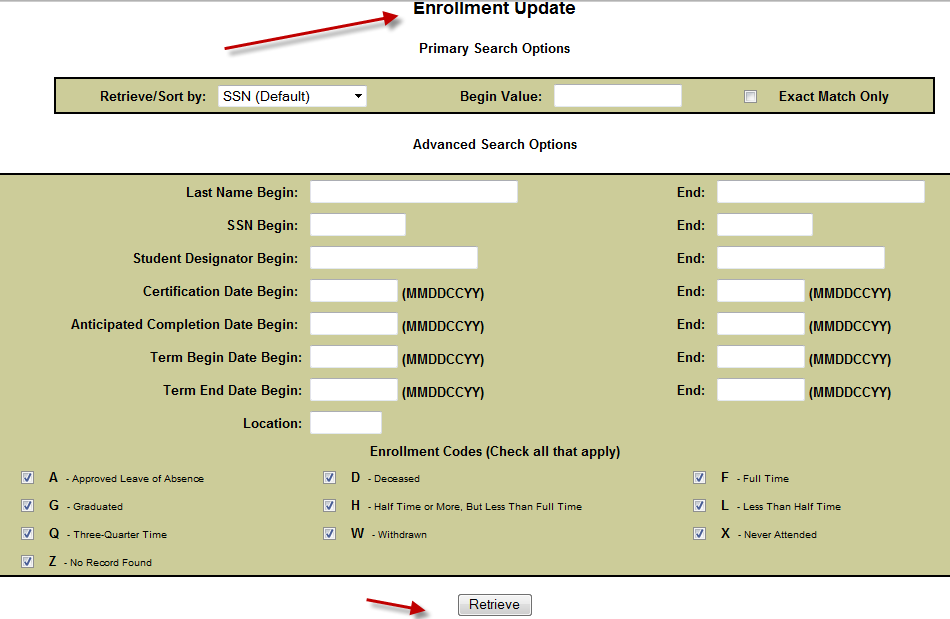 Enrollment Update
Primary Search Options
Retrieve/Sort by: SSN (Default) Begin Value: Exact Match Only
Advanced Search Options
Last Name Begin: End:
SSN Begin: End:
Student Designator Begin: End:
Certification Date Begin: (MMDDCCYY) End: (MMDDCCYY)
Anticipated Completion Date Begin: (MMDDCCYY) End: (MMDDCCYY)
Term Begin Date Begin: (MMDDCCYY) End: (MMDDCCYY)
Term End Date Begin: (MMDDCCYY) End: (MMDDCCYY)
Location:
Enrollment Codes (Check all that apply)
A - Approved Leave of Absence D - Deceased F - Full Time
G - Graduated H - Half Time or More, But Less Than Full Time L - Less Than Half Time
Q - Three-Quarter Time W - Withdrawn X - Never Attended
Z - No Record Found
Retrieve